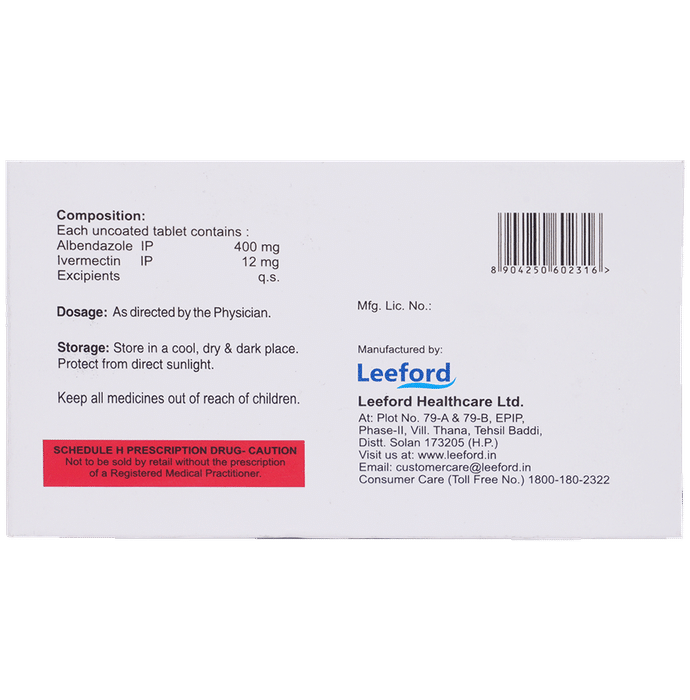 Composition:
Each uncoated tablet contains :
Albendazole IP 400 mg
Ivermectin IP 12 mg
Excipients q.s.
Dosage: As directed by the Physician.
Storage: Store in a cool, dry & dark place.
Protect from direct sunlight.
Keep all medicines out of reach of children.
SCHEDULE H PRESCRIPTION DRUG- CAUTION
Not to be sold by retail without the prescription
of a Registered Medical Practitioner.
8 904250 602316 >
Mfg. Lic. No.:
Manufactured by:
Leeford
Leeford Healthcare Ltd.
At: Plot No. 79-A & 79-B, EPIP,
Phase-II, Vill. Thana, Tehsil Baddi,
Distt. Solan 173205 (H.P.)
Visit us at: www.leeford.in
Email: customercare@leeford.in
Consumer Care (Toll Free No.) 1800-180-2322